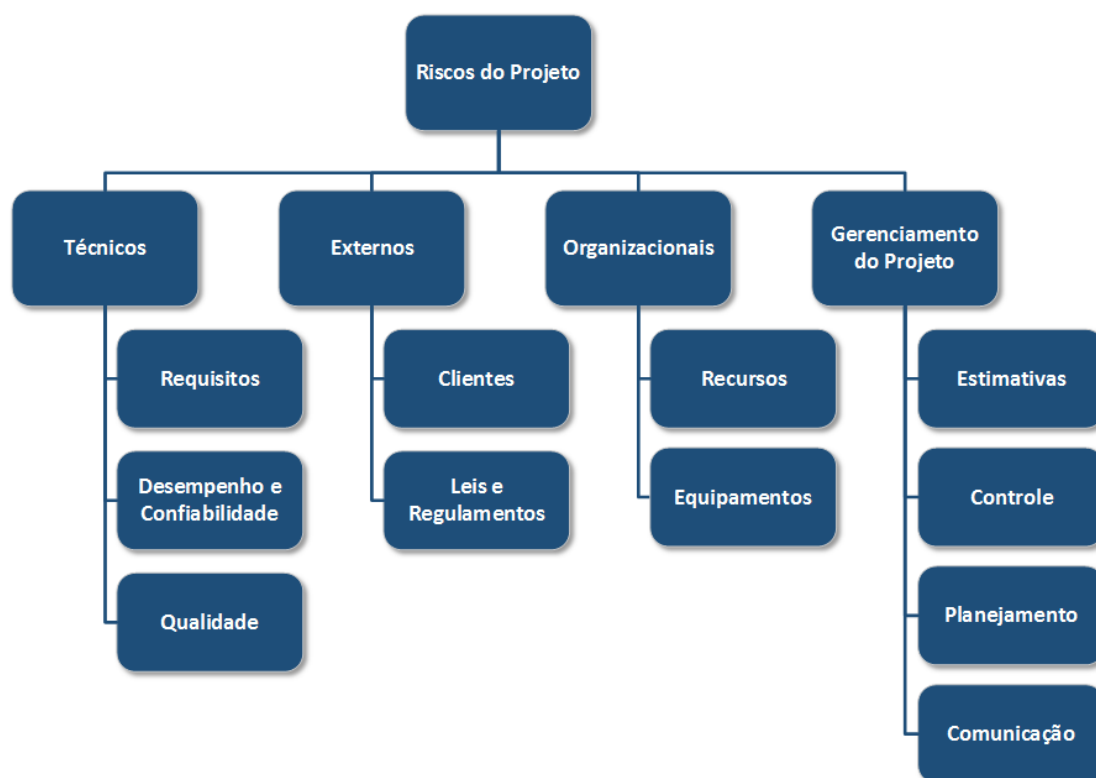 Riscos do Projeto
Técnicos
Externos
Organizacionais
Gerenciamento
do Projeto
Requisitos
Clientes
Recursos
Estimativas
Desempenho e
Confiabilidade
Leis e
Regulamentos
Equipamentos
Controle
Qualidade
Planejamento
Comunicação